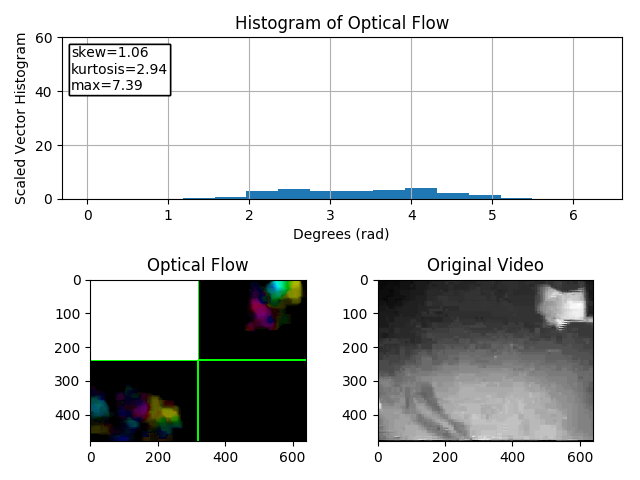 Histogram of Optical Flow
Scaled Vector Histogram
60
40
20
0
skew=1.06
kurtosis=2.94
max=7.39
0 1 2 3 4 5 6
Degrees (rad)
Optical Flow
0
100
200
300
400
0 200 400 600
Original Video
0
100
200
300
400
0 200 400 600